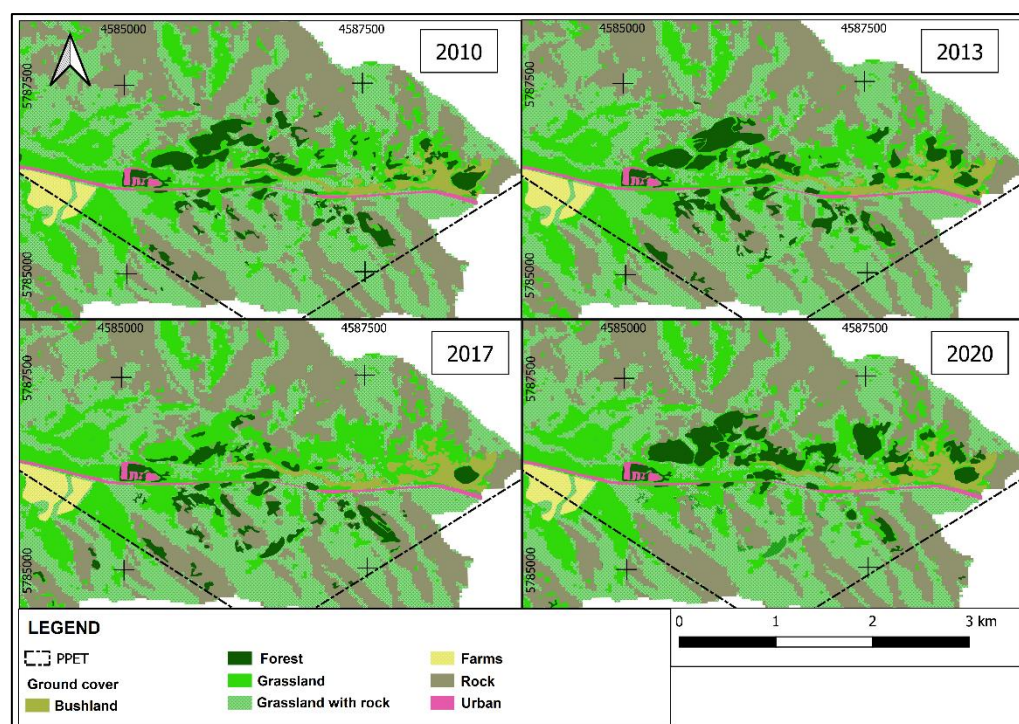 4585000 4587500 4585000 4587500
2010 2013
5787500 5787500
5785000 5785000
4585000 4587500 4585000 4587500
2017 2020
5787500 5787500
5785000 5785000
LEGEND
PPET
Ground cover
Bushland
Forest
Grassland
Grassland with rock
Farms
Rock
Urban
0 1 2 3 km